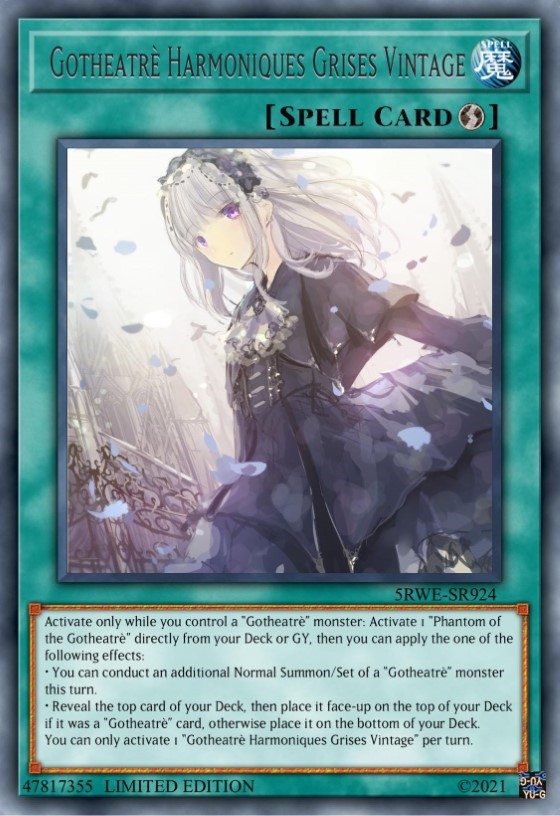 Gotheatrè Harmoniques Grises Vintage
SPELL
魔
[Spell Card]
5RWE-SR924
Activate only while you control a "Gotheatrè" monster: Activate 1 "Phantom of
the Gotheatrè" directly from your Deck or GY, then you can apply the one of the
following effects:
• You can conduct an additional Normal Summon/Set of a "Gotheatrè" monster
this turn.
• Reveal the top card of your Deck, then place it face-up on the top of your Deck
if it was a "Gotheatrè" card, otherwise place it on the bottom of your Deck.
You can only activate 1 "Gotheatrè Harmoniques Grises Vintage" per turn.
47817355 LIMITED EDITION
©2021